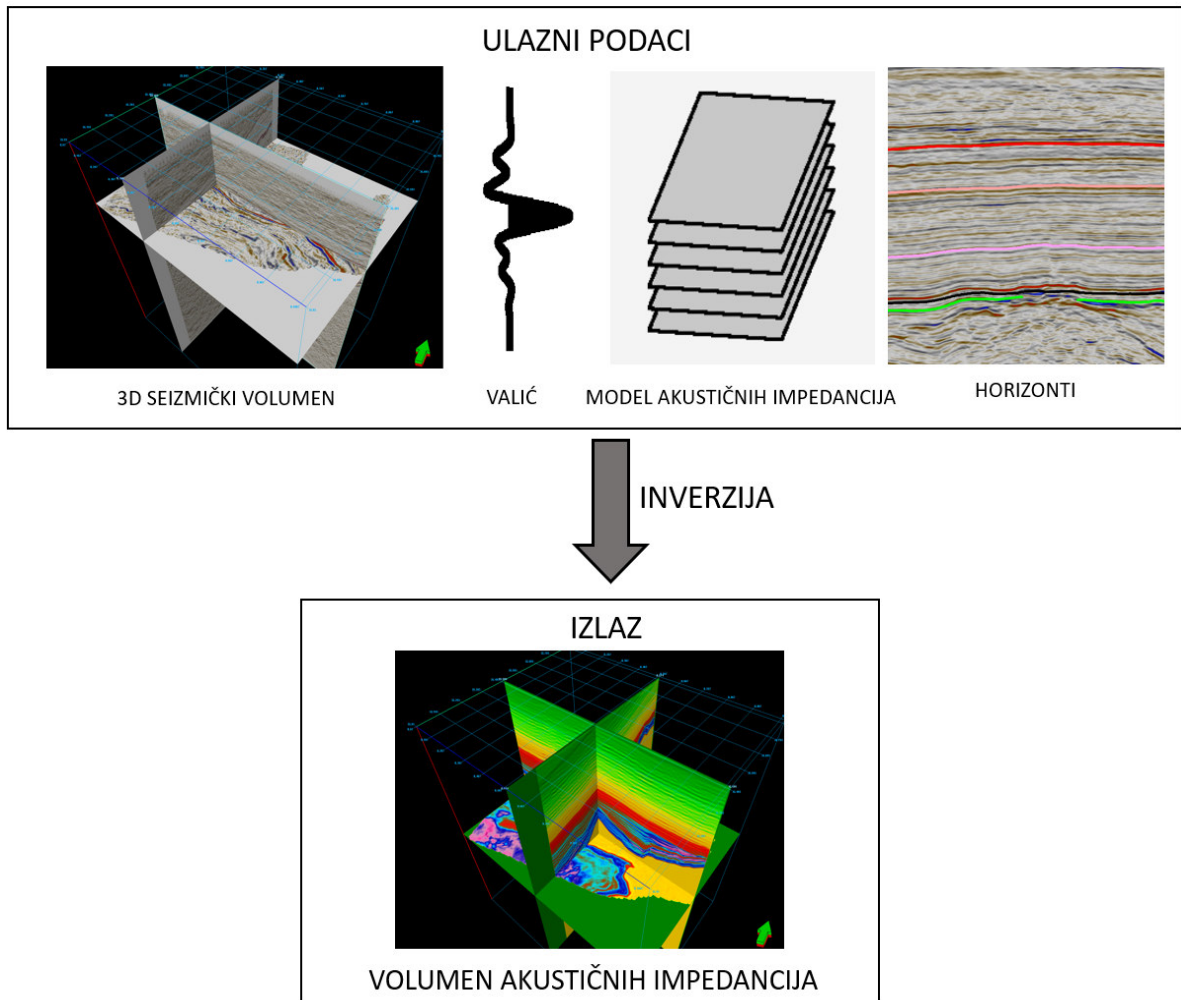 ULAZNI PODACI
3D SEIZMIČKI VOLUMEN
VALIĆ
MODEL AKUSTIČNIH IMPEDANCIJA
HORIZONTI
INVERZIJA
IZLAZ
VOLUMEN AKUSTIČNIH IMPEDANCIJA